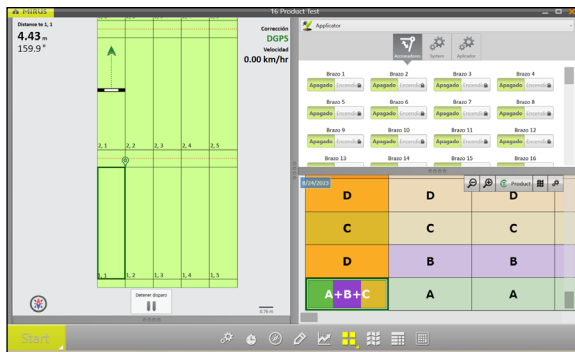 MIRUS
16 Product Test
Distance to 1, 1
4.43 m
159.9°
Corrección
DGPS
Velocidad
0.00 km/hr
2, 1 2, 2 2, 3 2, 4 2, 5
1, 1 1, 2 1, 3 1, 4 1, 5
Detener disparo
0.76 m
Applicator
Accionadores System Aplicador
Brazo 1 Brazo 2 Brazo 3 Brazo 4
Apagado Encendido Apagado Encendido Apagado Encendido Apagado Encendido
Brazo 5 Brazo 6 Brazo 7 Brazo 8
Apagado Encendido Apagado Encendido Apagado Encendido Apagado Encendido
Brazo 9 Brazo 10 Brazo 11 Brazo 12
Apagado Encendido Apagado Encendido Apagado Encendido Apagado Encendido
Brazo 13 Brazo 14 Brazo 15 Brazo 16
8/24/2023
Product
D D D
C C C
D B B
A+B+C A A
Start